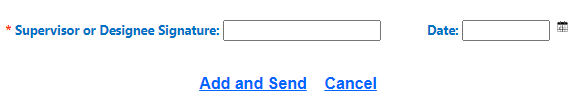 * Supervisor or Designee Signature: Date:
Add and Send Cancel